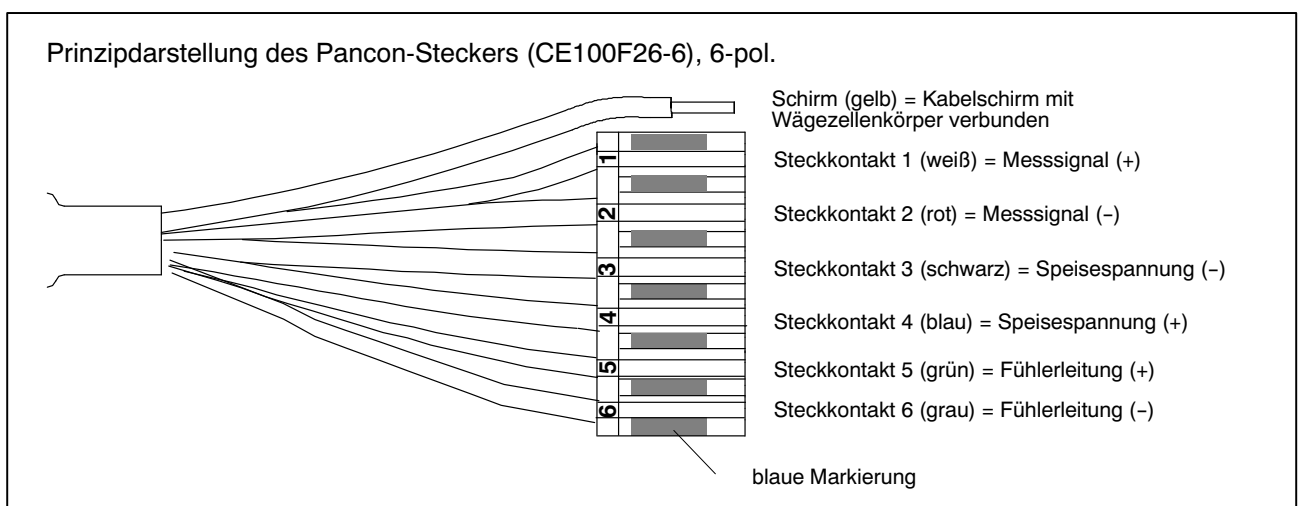 Prinzipdarstellung des Pancon-Steckers (CE100F26-6), 6-pol.
Schirm (gelb) = Kabelschirm mit
Wägezellenkörper verbunden
1
Steckkontakt 1 (weiß) = Messsignal (+)
2
Steckkontakt 2 (rot) = Messsignal (−)
3
Steckkontakt 3 (schwarz) = Speisespannung (−)
4
Steckkontakt 4 (blau) = Speisespannung (+)
5
Steckkontakt 5 (grün) = Fühlerleitung (+)
6
Steckkontakt 6 (grau) = Fühlerleitung (−)
blaue Markierung